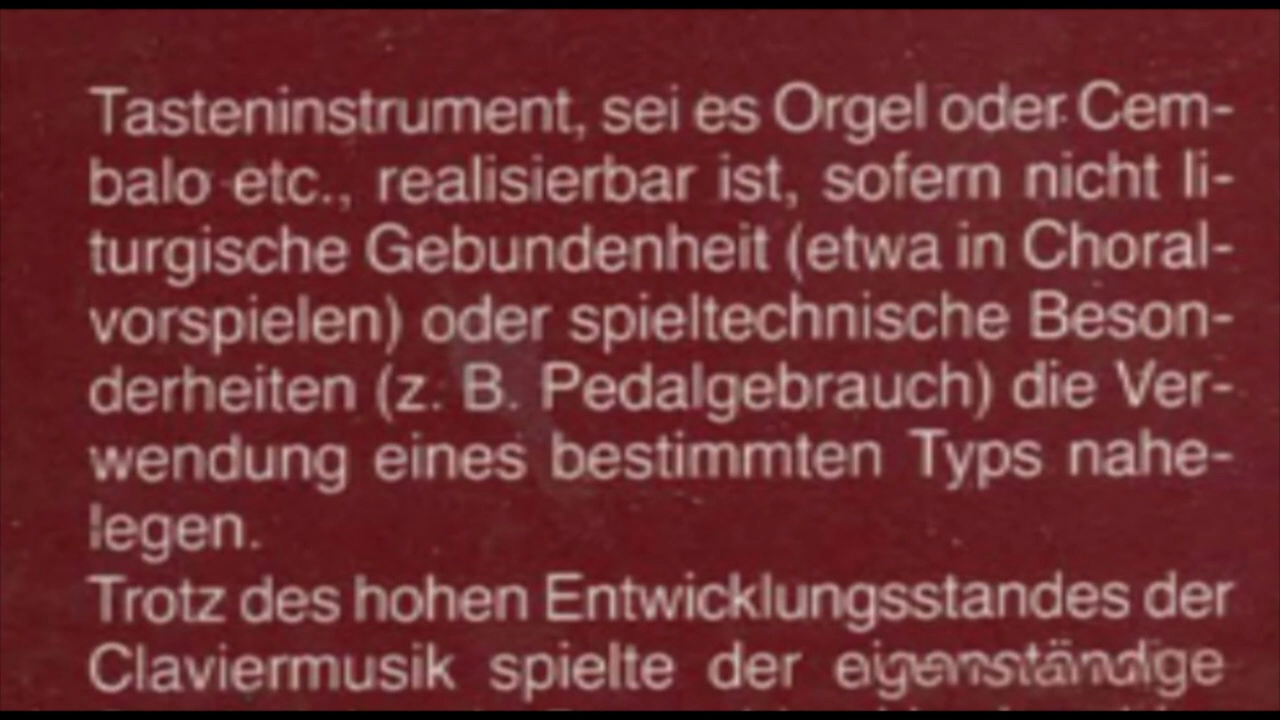 Tasteninstrument, sei es Orgel oder Cem-
balo etc., realisierbar ist, sofern nicht li-
turgische Gebundenheit (etwa in Choral-
vorspielen) oder spieltechnische Beson-
derheiten (z. B. Pedalgebrauch) die Ver-
wendung eines bestimmten Typs nahe-
legen.
Trotz des hohen Entwicklungsstandes der
Claviermusik spielte der eigenständige